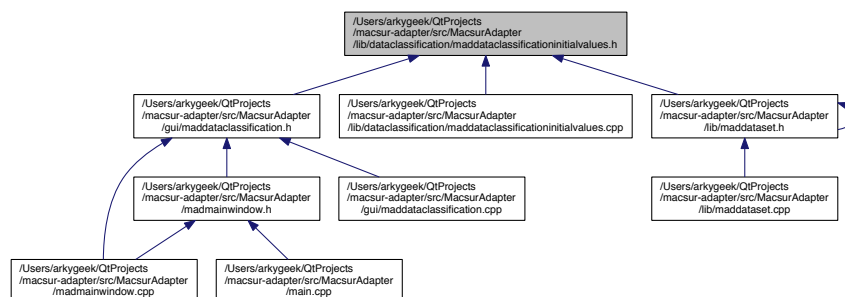 /Users/arkygeek/QtProjects
/macsur-adapter/src/MacsurAdapter
/lib/dataclassification/maddataclassificationinitialvalues.h
/Users/arkygeek/QtProjects
/macsur-adapter/src/MacsurAdapter
/gui/maddataclassification.h
/Users/arkygeek/QtProjects
/macsur-adapter/src/MacsurAdapter
/lib/dataclassification/maddataclassificationinitialvalues.cpp
/Users/arkygeek/QtProjects
/macsur-adapter/src/MacsurAdapter
/lib/maddataset.h
/Users/arkygeek/QtProjects
/macsur-adapter/src/MacsurAdapter
/madmainwindow.h
/Users/arkygeek/QtProjects
/macsur-adapter/src/MacsurAdapter
/gui/maddataclassification.cpp
/Users/arkygeek/QtProjects
/macsur-adapter/src/MacsurAdapter
/lib/maddataset.cpp
/Users/arkygeek/QtProjects
/macsur-adapter/src/MacsurAdapter
/madmainwindow.cpp
/Users/arkygeek/QtProjects
/macsur-adapter/src/MacsurAdapter
/main.cpp